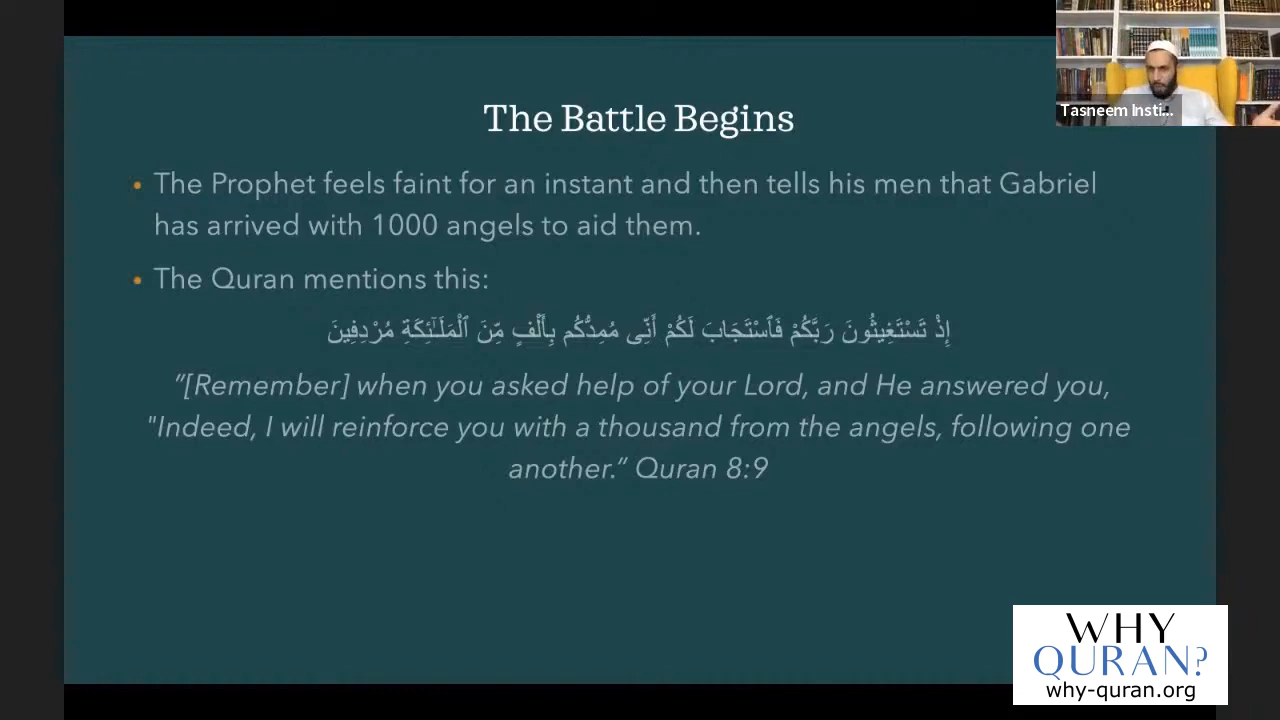 Tasneem Insti...
The Battle Begins
• The Prophet feels faint for an instant and then tells his men that Gabriel
has arrived with 1000 angels to aid them.
• The Quran mentions this:
إِذْ تَسْتَغِيثُونَ رَبَّكُمْ فَٱسْتَجَابَ لَكُمْ أَنِّى مُمِدُّكُم بِأَلْفٍ مِّنَ ٱلْمَلَـٰٓئِكَةِ مُرْدِفِينَ
“[Remember] when you asked help of your Lord, and He answered you,
"Indeed, I will reinforce you with a thousand from the angels, following one
another.” Quran 8:9
WHY
QURAN?
why-quran.org